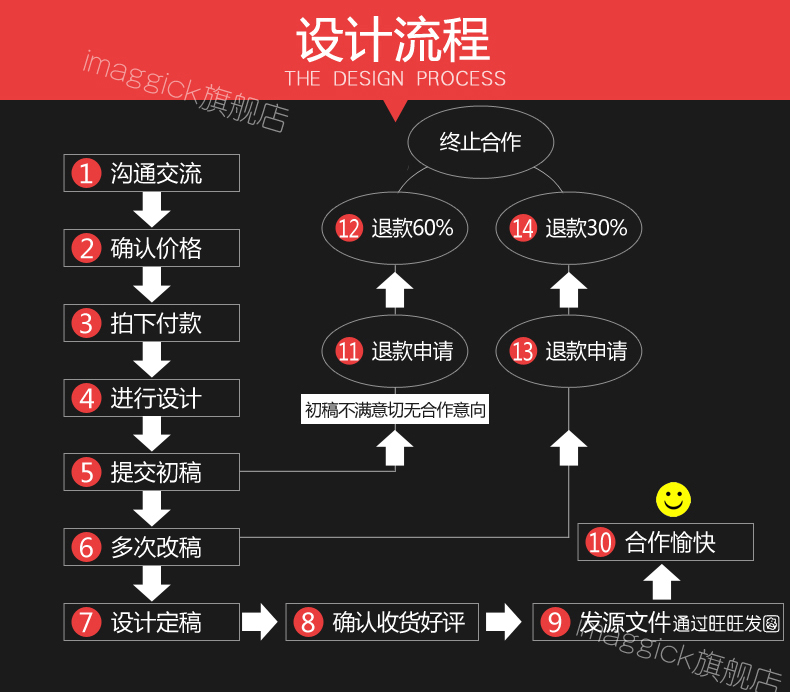 设计流程
THE DESIGN PROCESS
imaggick旗舰店
终止合作
1 沟通交流
2 确认价格
3 拍下付款
4 进行设计
5 提交初稿
6 多次改稿
7 设计定稿
8 确认收货好评
9 发源文件 通过旺旺发图
10 合作愉快
初稿不满意切无合作意向
11 退款申请
12 退款60%
13 退款申请
14 退款30%
imaggick旗舰店